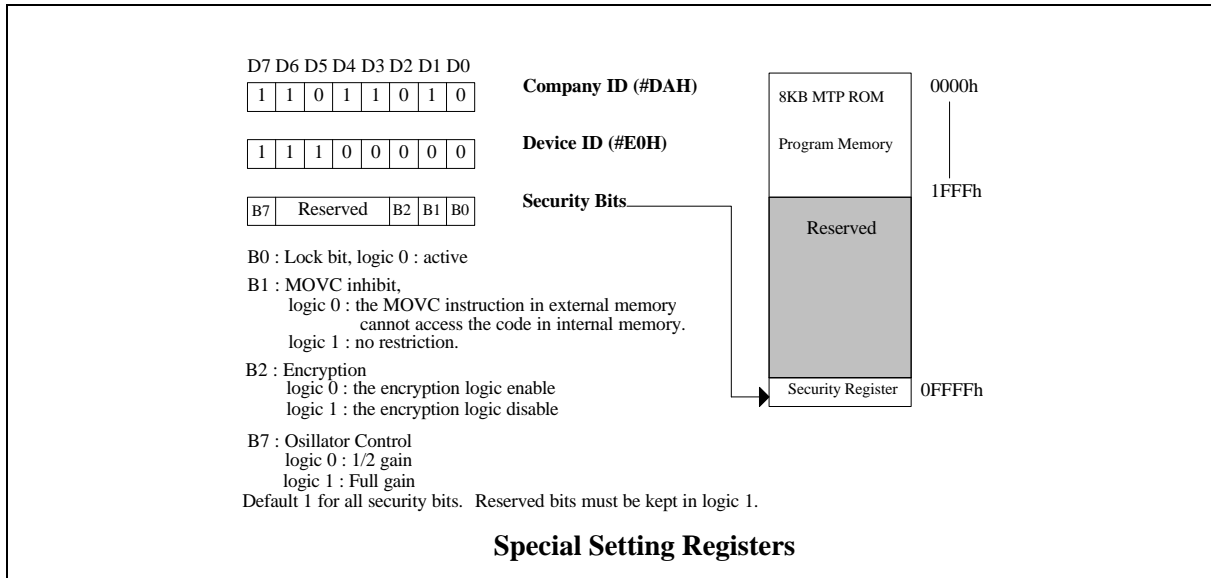 D7 D6 D5 D4 D3 D2 D1 D0
1 1 0 1 1 0 1 0
Company ID (#DAH)
1 1 1 0 0 0 0 0
Device ID (#E0H)
B7 Reserved B2 B1 B0
Security Bits
B0 : Lock bit, logic 0 : active
B1 : MOVC inhibit,
logic 0 : the MOVC instruction in external memory
cannot access the code in internal memory.
logic 1 : no restriction.
B2 : Encryption
logic 0 : the encryption logic enable
logic 1 : the encryption logic disable
B7 : Osillator Control
logic 0 : 1/2 gain
logic 1 : Full gain
Default 1 for all security bits. Reserved bits must be kept in logic 1.
8KB MTP ROM
Program Memory
0000h
1FFFh
Reserved
Security Register
0FFFFh
Special Setting Registers